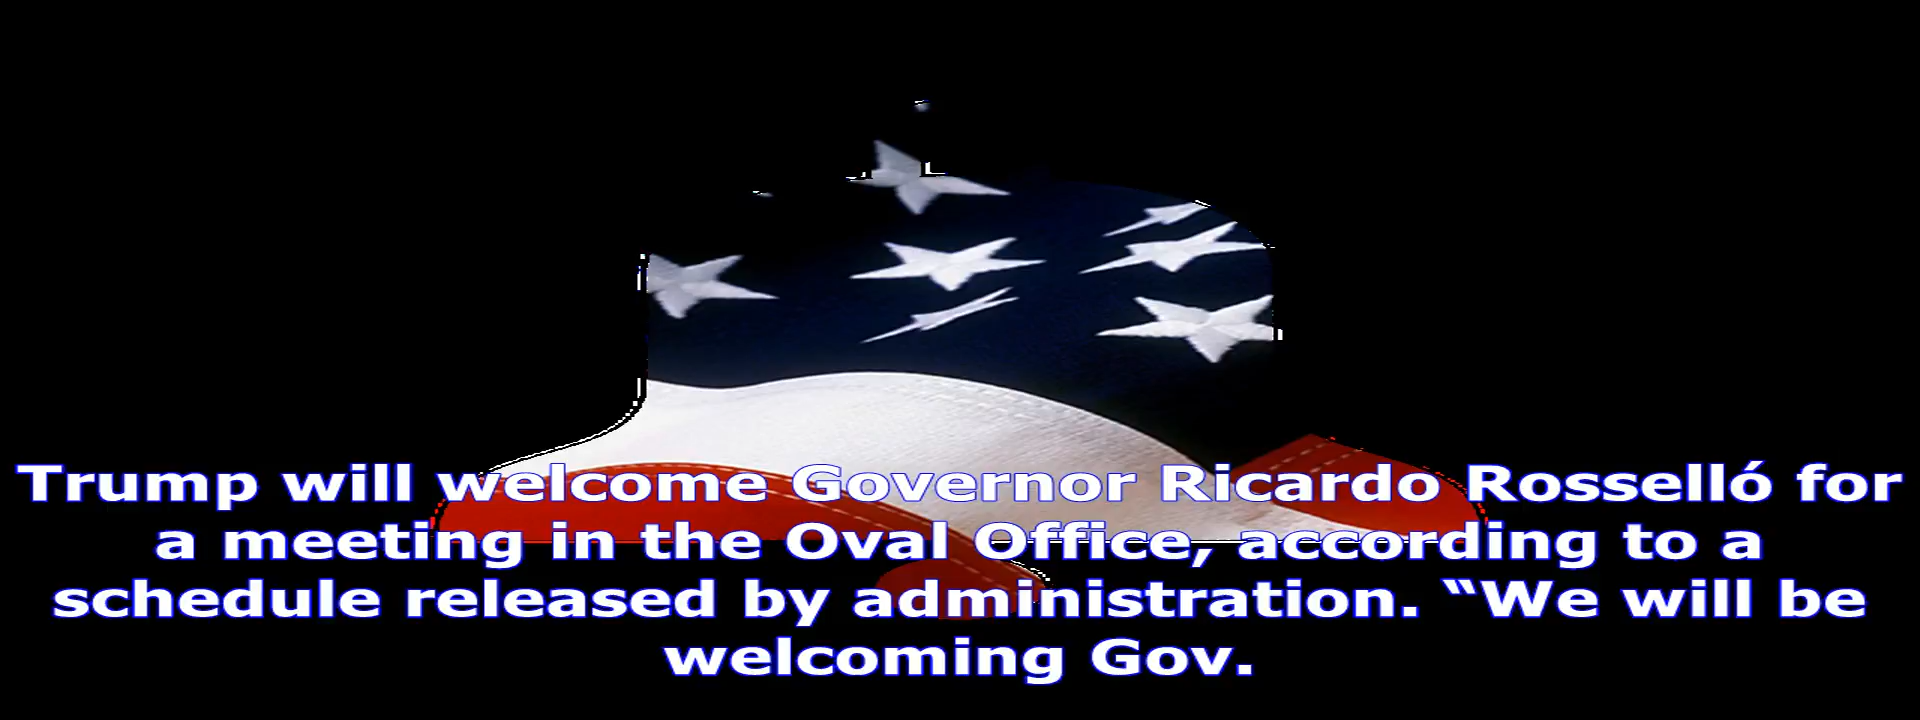 Trump will welcome Governor Ricardo Rosselló for
a meeting in the Oval Office, according to a
schedule released by administration. “We will be
welcoming Gov.